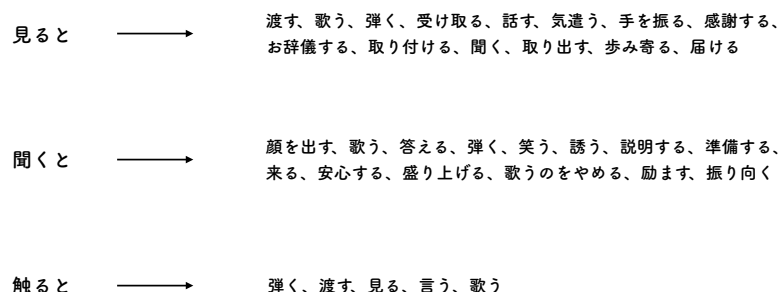 見ると
渡す、歌う、弾く、受け取る、話す、気遣う、手を振る、感謝する、
お辞儀する、取り付ける、聞く、取り出す、歩み寄る、届ける
聞くと
顔を出す、歌う、答える、弾く、笑う、誘う、説明する、準備する、
来る、安心する、盛り上げる、歌うのをやめる、励ます、振り向く
触ると
弾く、渡す、見る、言う、歌う